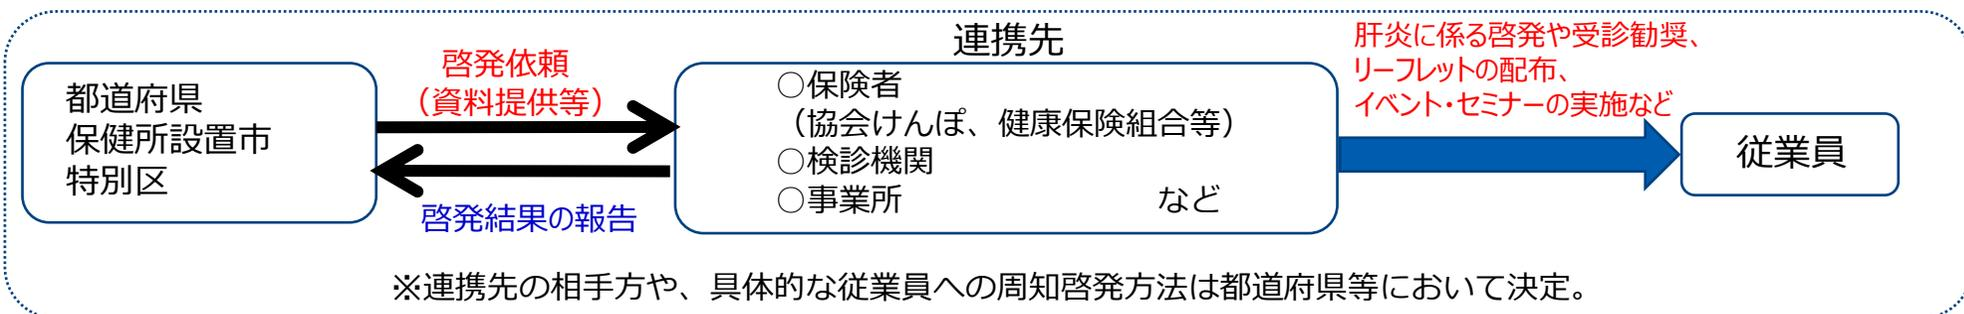 都道府県
保健所設置市
特別区
啓発依頼
（資料提供等）
啓発結果の報告
連携先
○保険者
（協会けんぽ、健康保険組合等）
○検診機関
○事業所 など
肝炎に係る啓発や受診勧奨、
リーフレットの配布、
イベント・セミナーの実施など
従業員
※連携先の相手方や、具体的な従業員への周知啓発方法は都道府県等において決定。